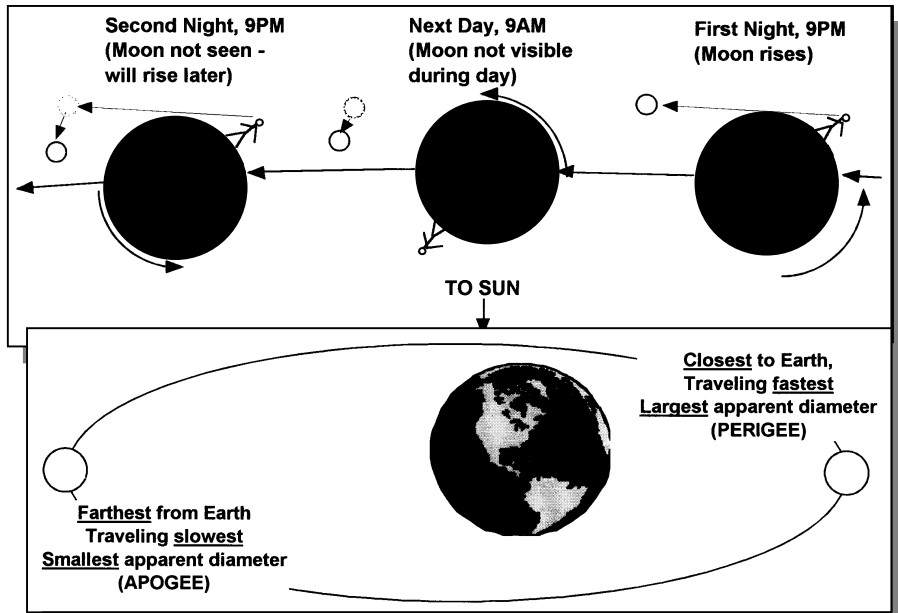 Second Night, 9PM
(Moon not seen -
will rise later)
Next Day, 9AM
(Moon not visible
during day)
First Night, 9PM
(Moon rises)
TO SUN
Closest to Earth,
Traveling fastest
Largest apparent diameter
(PERIGEE)
Farthest from Earth
Traveling slowest
Smallest apparent diameter
(APOGEE)